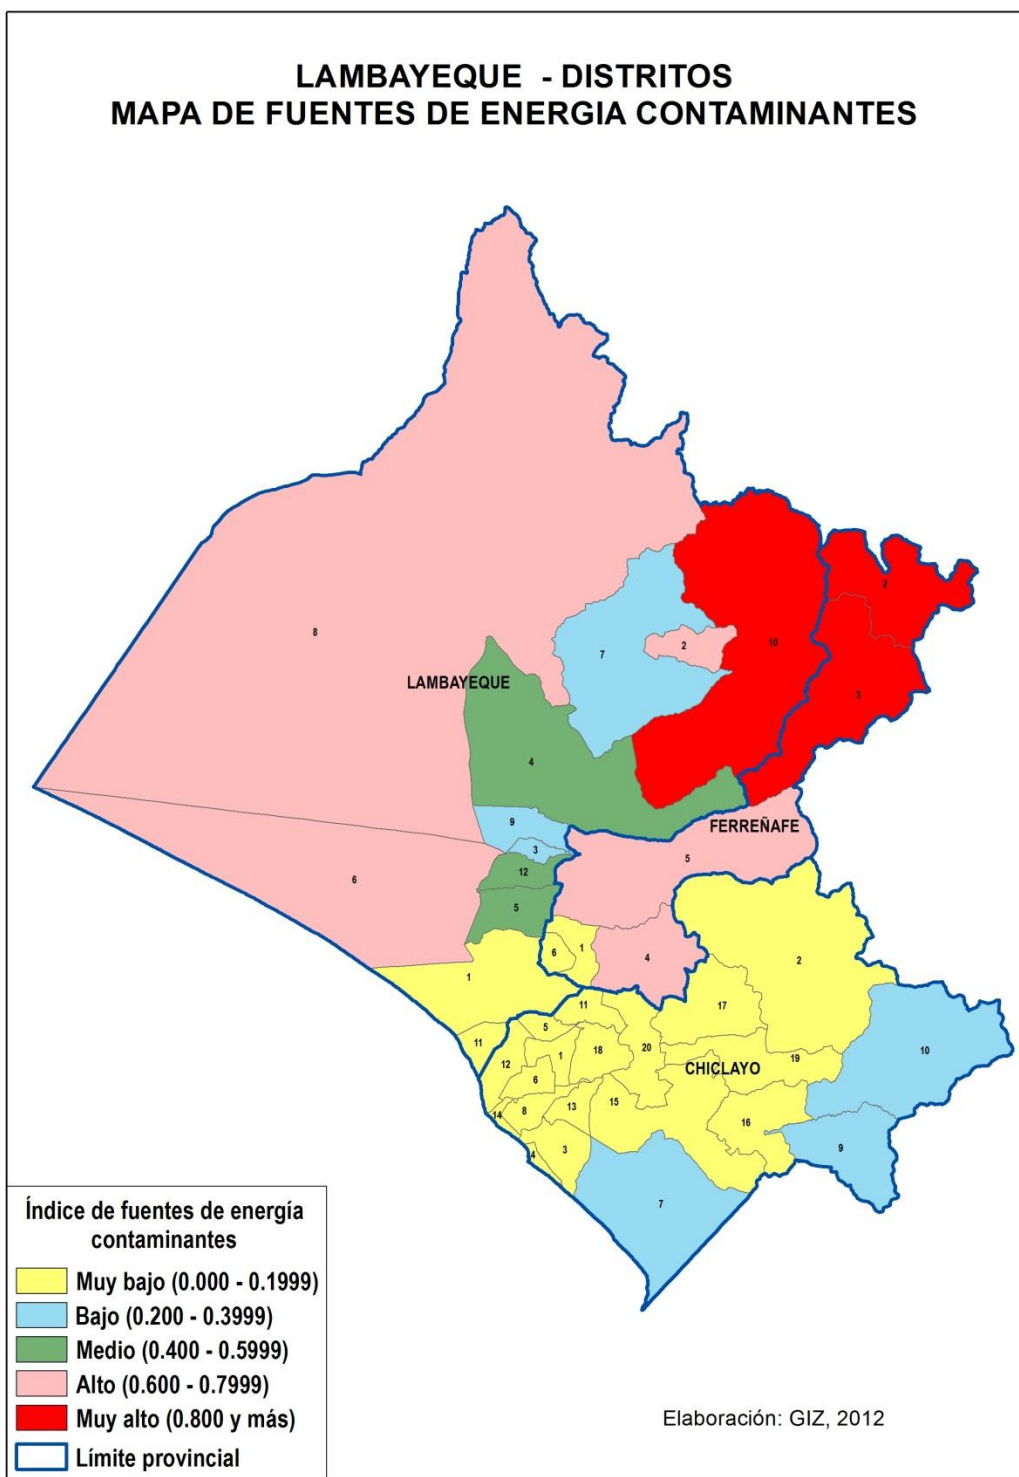 LAMBAYEQUE - DISTRITOS
MAPA DE FUENTES DE ENERGIA CONTAMINANTES
2
8
7
2
10
LAMBAYEQUE
3
4
9
FERREÑAFE
3
5
12
6
5
6
1
4
2
1
17
11
5
11
20
10
12
1
18
19
6
CHICLAYO
14
8
13
15
16
3
9
4
7
Índice de fuentes de energía
contaminantes
Muy bajo (0.000 - 0.1999)
Bajo (0.200 - 0.3999)
Medio (0.400 - 0.5999)
Alto (0.600 - 0.7999)
Muy alto (0.800 y más)
Límite provincial
Elaboración: GIZ, 2012